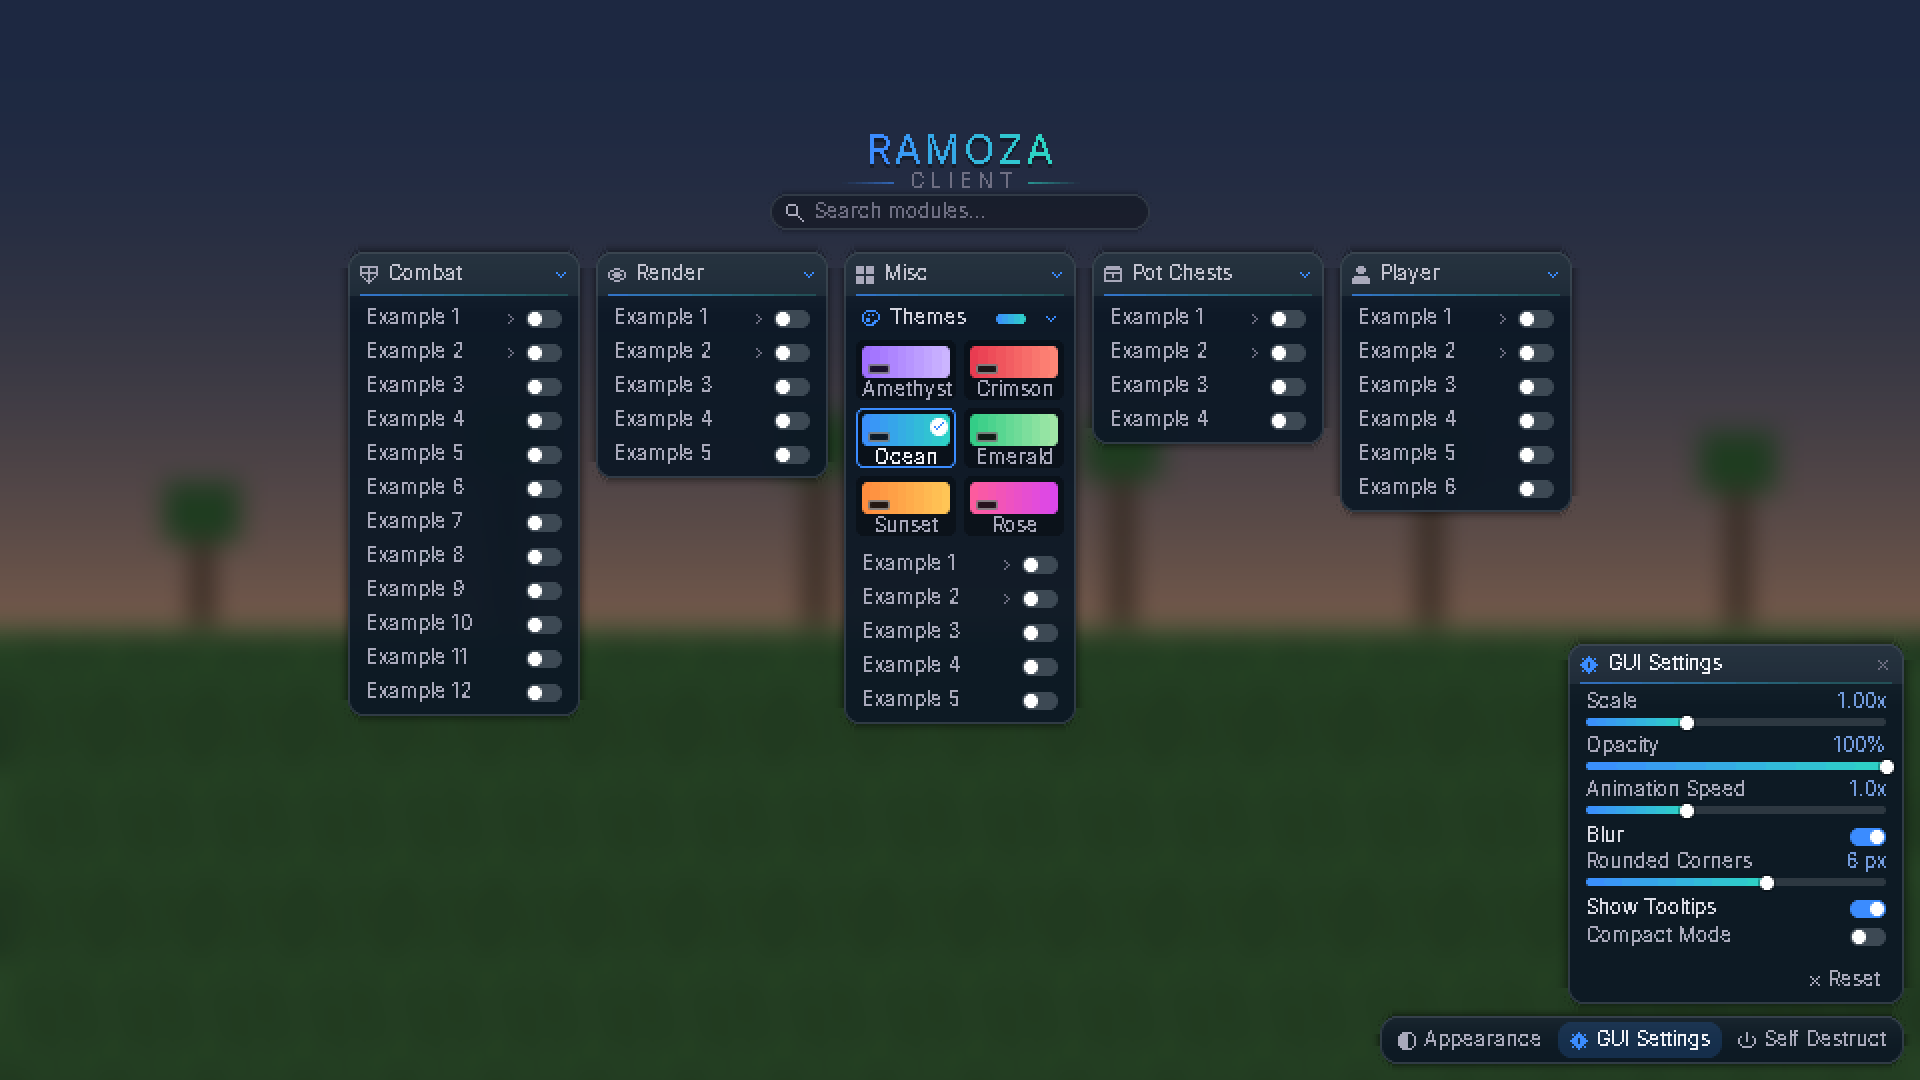 RAMOZA
CLIENT
Search modules...
Combat
Example 1
Example 2
Example 3
Example 4
Example 5
Example 6
Example 7
Example 8
Example 9
Example 10
Example 11
Example 12
Render
Example 1
Example 2
Example 3
Example 4
Example 5
Misc
Themes
Amethyst Crimson
Ocean Emerald
Sunset Rose
Example 1
Example 2
Example 3
Example 4
Example 5
Pot Chests
Example 1
Example 2
Example 3
Example 4
Player
Example 1
Example 2
Example 3
Example 4
Example 5
Example 6
GUI Settings
Scale 1.00x
Opacity 100%
Animation Speed 1.0x
Blur
Rounded Corners 6 px
Show Tooltips
Compact Mode
Reset
Appearance GUI Settings Self Destruct